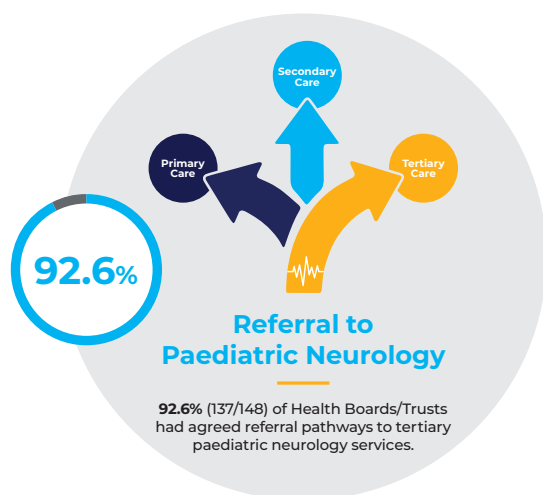 Secondary
Care
Primary
Care
Tertiary
Care
92.6%
Referral to
Paediatric Neurology
92.6% (137/148) of Health Boards/Trusts
had agreed referral pathways to tertiary
paediatric neurology services.